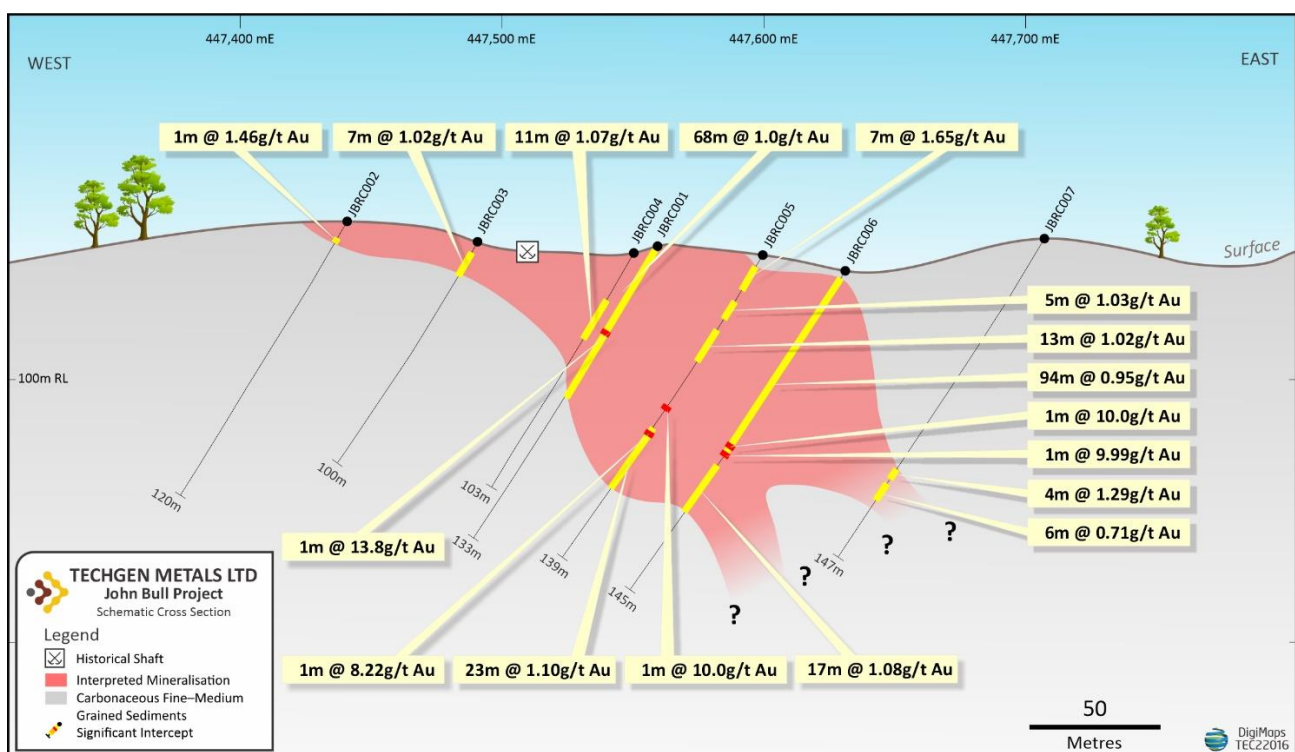 447,400 mE
447,500 mE
447,600 mE
447,700 mE
WEST
EAST
1m @ 1.46g/t Au
7m @ 1.02g/t Au
11m @ 1.07g/t Au
68m @ 1.0g/t Au
7m @ 1.65g/t Au
JBRC002
JBRC003
JBRC004
JBRC001
JBRC005
JBRC006
JBRC007
Surface
5m @ 1.03g/t Au
13m @ 1.02g/t Au
100m RL
94m @ 0.95g/t Au
1m @ 10.0g/t Au
1m @ 9.99g/t Au
4m @ 1.29g/t Au
6m @ 0.71g/t Au
120m
100m
103m
133m
139m
145m
147m
?
?
?
?
1m @ 13.8g/t Au
1m @ 8.22g/t Au
23m @ 1.10g/t Au
1m @ 10.0g/t Au
17m @ 1.08g/t Au
TECHGEN METALS LTD
John Bull Project
Schematic Cross Section
Legend
Historical Shaft
Interpreted Mineralisation
Carbonaceous Fine–Medium
Grained Sediments
Significant Intercept
50
Metres
DigiMaps
TEC22016